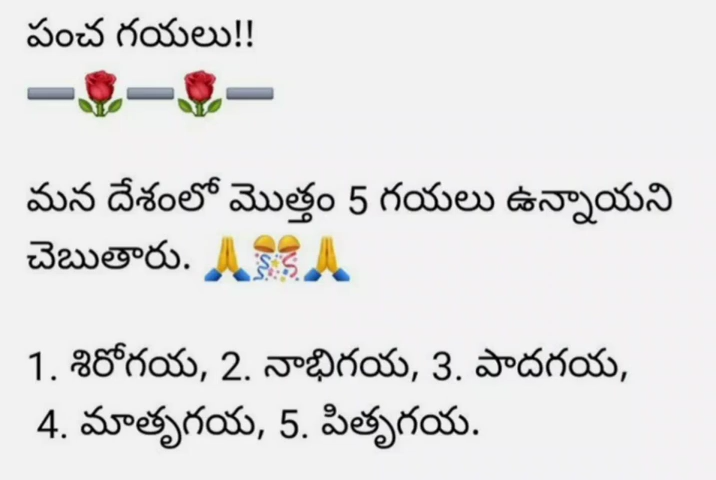 పంచ గయలు!!
➖🌹➖🌹➖
మన దేశంలో మొత్తం 5 గయలు ఉన్నాయని
చెబుతారు. 🙏🎊🙏
1. శిరోగయ, 2. నాభిగయ, 3. పాదగయ,
4. మాతృగయ, 5. పితృగయ.